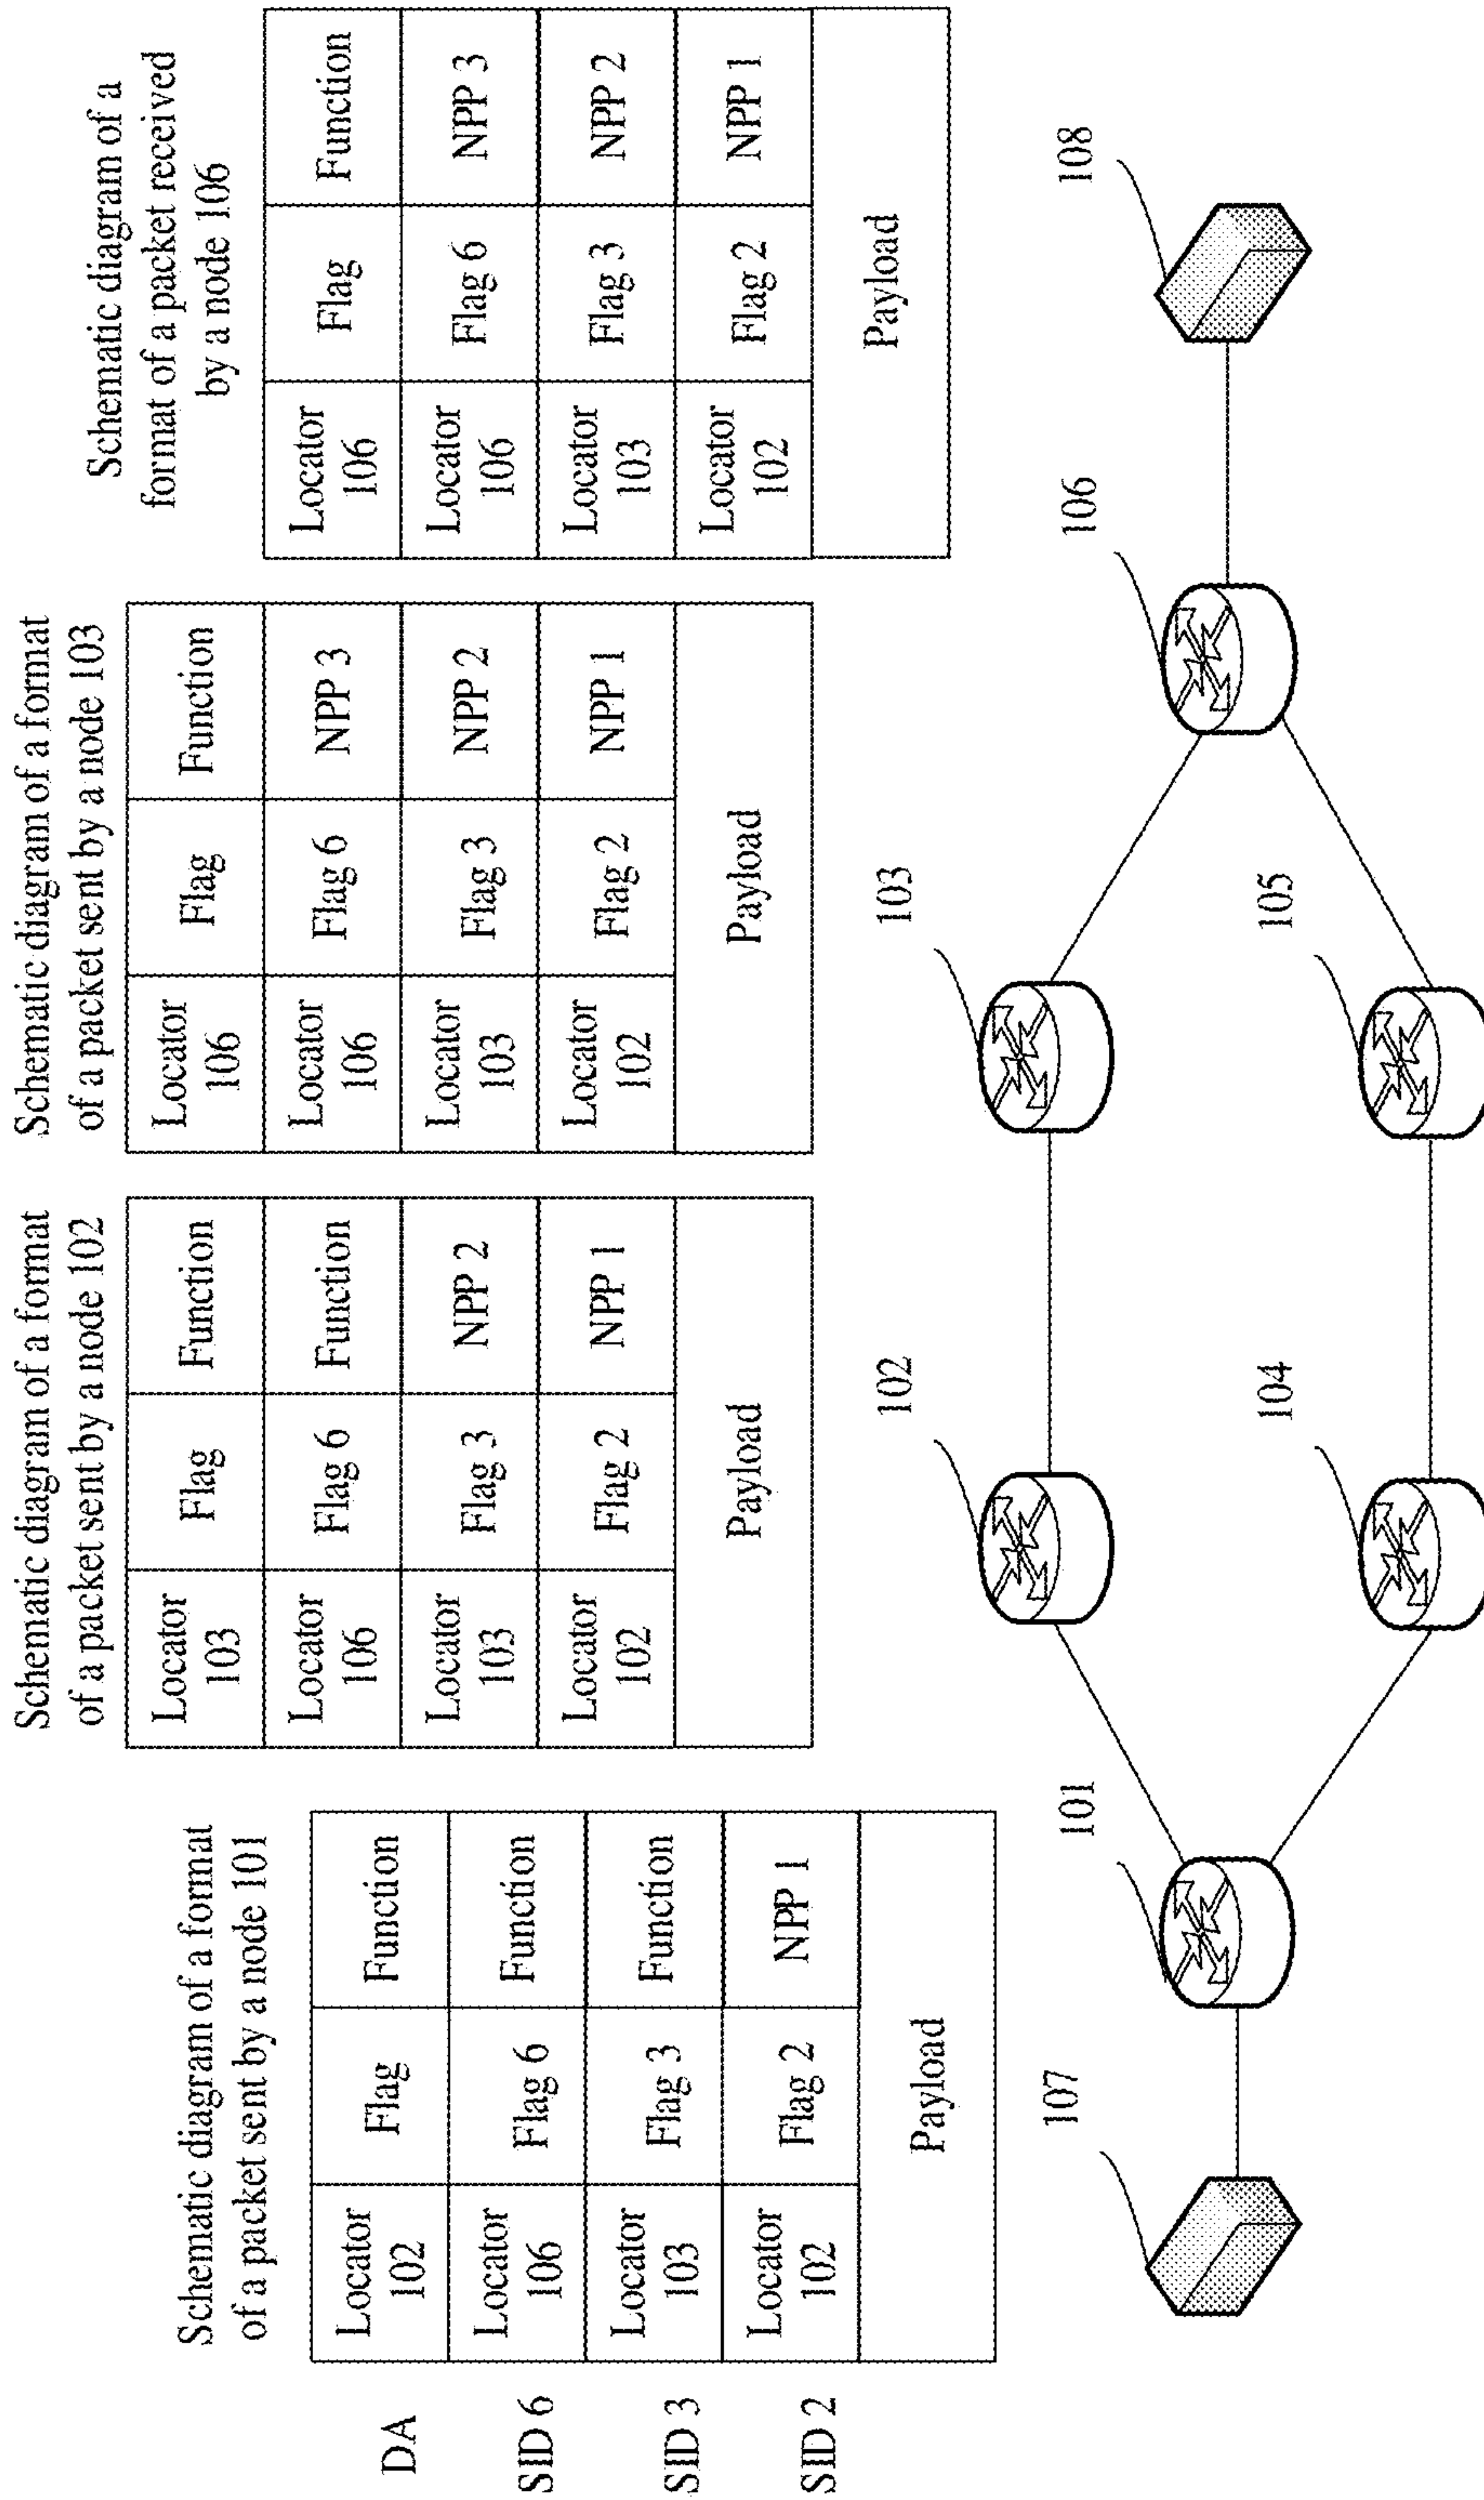 Schematic diagram of a format
of a packet sent by a node 101
DA
Locator
102
Flag
Function
SID 6
Locator
106
Flag 6
Function
SID 3
Locator
103
Flag 3
Function
SID 2
Locator
102
Flag 2
NPP 1
Payload
Schematic diagram of a format
of a packet sent by a node 102
Locator
103
Flag
Function
Locator
106
Flag 6
Function
Locator
103
Flag 3
NPP 2
Locator
102
Flag 2
NPP 1
Payload
Schematic diagram of a format
of a packet sent by a node 103
Locator
106
Flag
Function
Locator
106
Flag 6
NPP 3
Locator
103
Flag 3
NPP 2
Locator
102
Flag 2
NPP 1
Payload
Schematic diagram of a
format of a packet received
by a node 106
Locator
106
Flag
Function
Locator
106
Flag 6
NPP 3
Locator
103
Flag 3
NPP 2
Locator
102
Flag 2
NPP 1
Payload
107
101
102
103
106
108
104
105